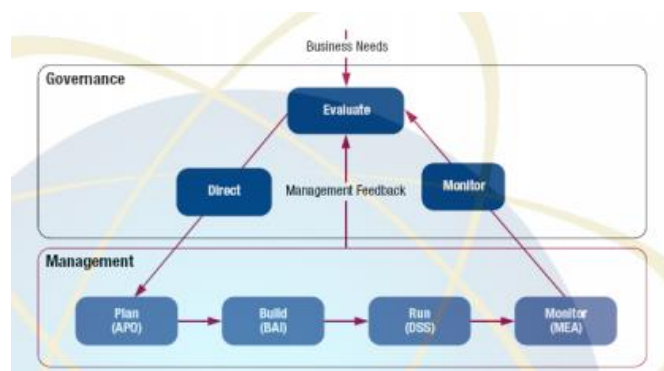 Business Needs
Governance
Evaluate
Direct
Management Feedback
Monitor
Management
Plan
(APO)
Build
(BAI)
Run
(DSS)
Monitor
(MEA)